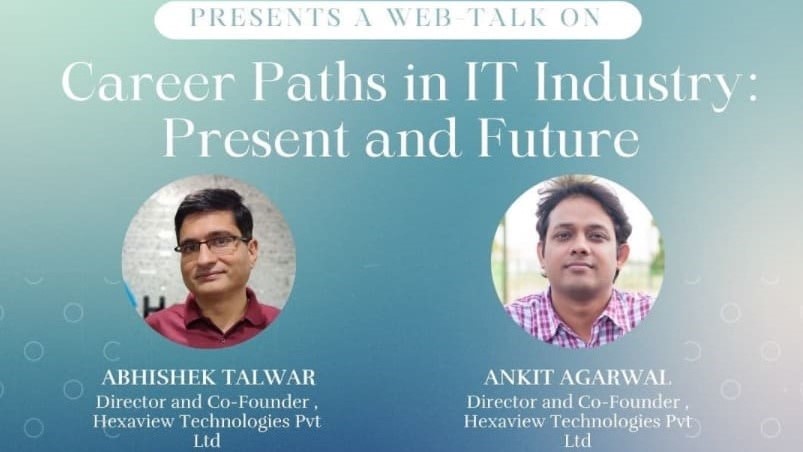 PRESENTS A WEB-TALK ON
Career Paths in IT Industry:
Present and Future
ABHISHEK TALWAR
Director and Co-Founder ,
Hexaview Technologies Pvt
Ltd
ANKIT AGARWAL
Director and Co-Founder ,
Hexaview Technologies Pvt
Ltd